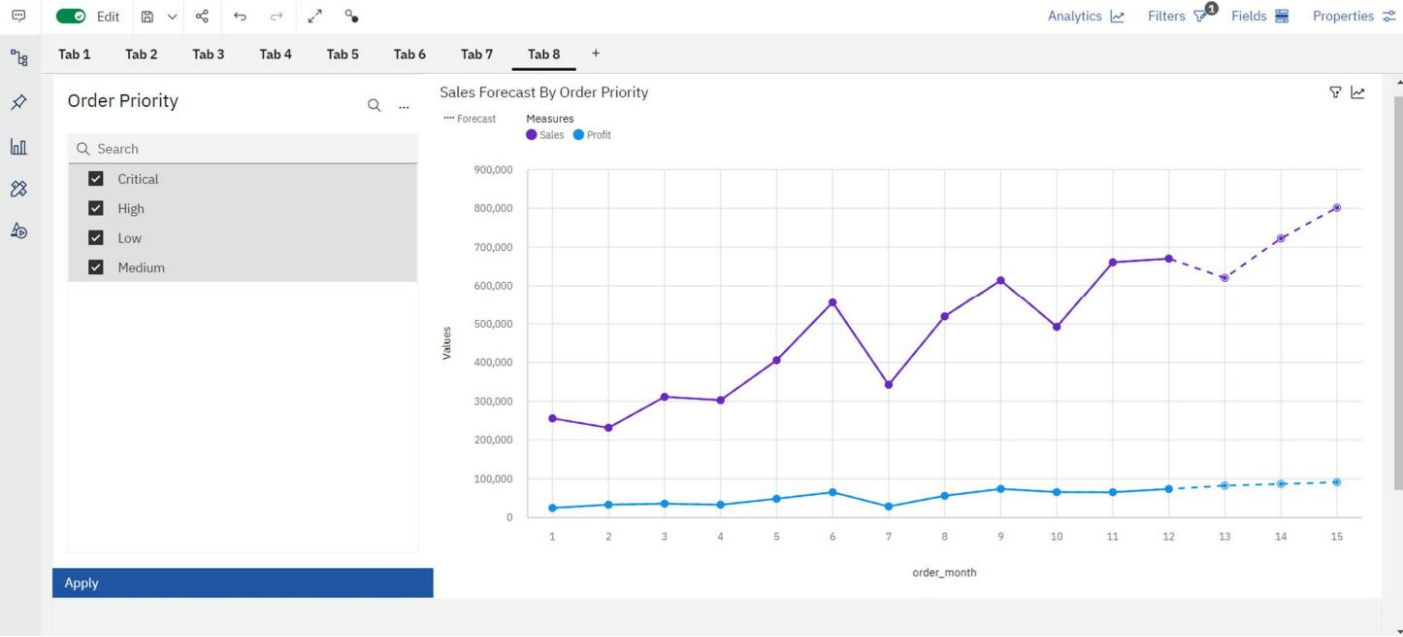 Edit
Analytics Filters 1 Fields Properties
Tab 1 Tab 2 Tab 3 Tab 4 Tab 5 Tab 6 Tab 7 Tab 8 +
Order Priority
...
Search
Critical
High
Low
Medium
Apply
Sales Forecast By Order Priority
Forecast Measures
Sales Profit
900,000
800,000
700,000
600,000
500,000
400,000
300,000
200,000
100,000
0
Values
1 2 3 4 5 6 7 8 9 10 11 12 13 14 15
order_month